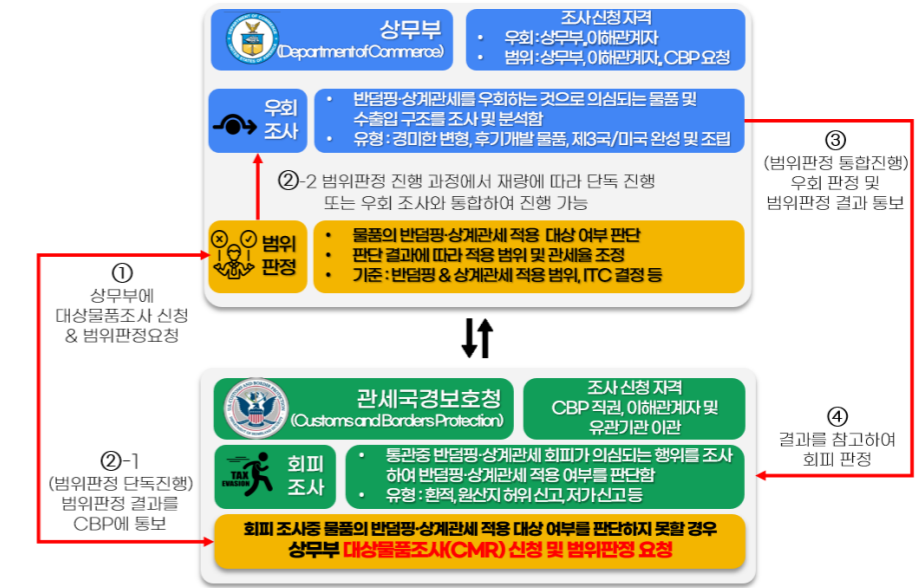 상무부
(Department of Commerce)
조사 신청 자격
• 우회 : 상무부, 이해관계자
• 범위 : 상무부, 이해관계자, CBP 요청
우회
조사
• 반덤핑·상계관세를 우회하는 것으로 의심되는 물품 및
수출입 구조를 조사 및 분석함
• 유형 : 경미한 변형, 후기개발 물품, 제3국/미국 완성 및 조립
②-2 범위판정 진행 과정에서 재량에 따라 단독 진행
또는 우회 조사와 통합하여 진행 가능
범위
판정
• 물품의 반덤핑·상계관세 적용 대상 여부 판단
• 판단 결과에 따라 적용 범위 및 관세율 조정
• 기준 : 반덤핑 & 상계관세 적용 범위, ITC 결정 등
①
상무부에
대상물품조사 신청
& 범위판정요청
③
(범위판정 통합진행)
우회 판정 및
범위판정 결과 통보
관세국경보호청
(Customs and Borders Protection)
조사 신청 자격
CBP 직권, 이해관계자 및
유관기관 이관
TAX
EVASION
회피
조사
• 통관중 반덤핑·상계관세 회피가 의심되는 행위를 조사
하여 반덤핑·상계관세 적용 여부를 판단함
• 유형 : 환적, 원산지 허위 신고, 저가 신고 등
회피 조사중 물품의 반덤핑·상계관세 적용 대상 여부를 판단하지 못할 경우
상무부 대상물품조사(CMR) 신청 및 범위판정 요청
②-1
(범위판정 단독진행)
범위판정 결과를
CBP에 통보
④
결과를 참고하여
회피 판정